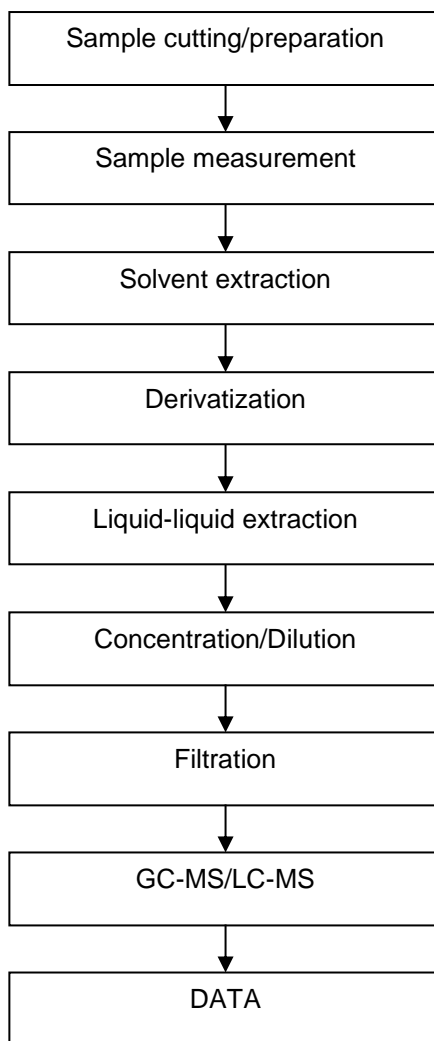 Sample cutting/preparation
Sample measurement
Solvent extraction
Derivatization
Liquid-liquid extraction
Concentration/Dilution
Filtration
GC-MS/LC-MS
DATA